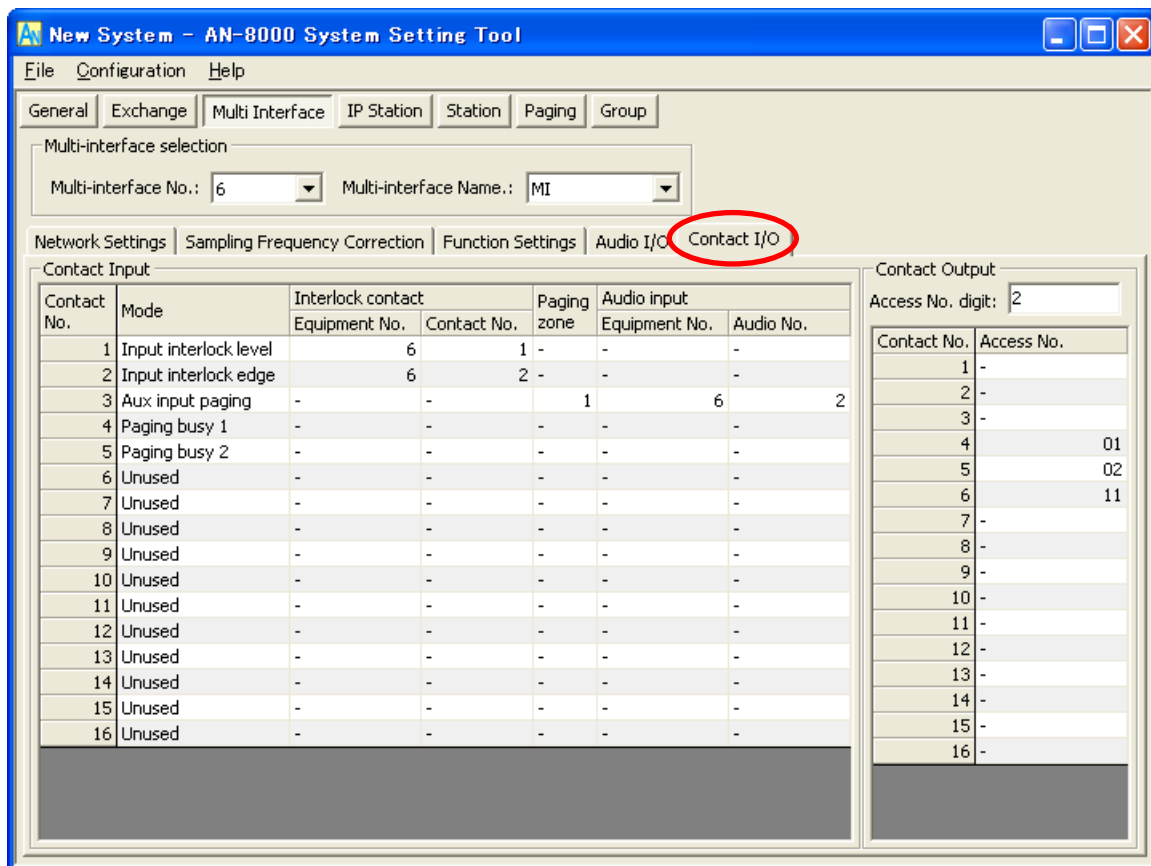 New System - AN-8000 System Setting Tool
File Configuration Help
General Exchange Multi Interface IP Station Station Paging Group
Multi-interface selection
Multi-interface No.: 6 Multi-interface Name.: MI
Network Settings Sampling Frequency Correction Function Settings Audio I/O Contact I/O
Contact Input
Contact No. Mode Interlock contact Paging zone Audio input
Equipment No. Contact No. Equipment No. Audio No.
1 Input interlock level 6 1 - - -
2 Input interlock edge 6 2 - - -
3 Aux input paging - - 1 6 2
4 Paging busy 1 - - - - -
5 Paging busy 2 - - - - -
6 Unused - - - - -
7 Unused - - - - -
8 Unused - - - - -
9 Unused - - - - -
10 Unused - - - - -
11 Unused - - - - -
12 Unused - - - - -
13 Unused - - - - -
14 Unused - - - - -
15 Unused - - - - -
16 Unused - - - - -
Contact Output
Access No. digit: 2
Contact No. Access No.
1 -
2 -
3 -
4 01
5 02
6 11
7 -
8 -
9 -
10 -
11 -
12 -
13 -
14 -
15 -
16 -